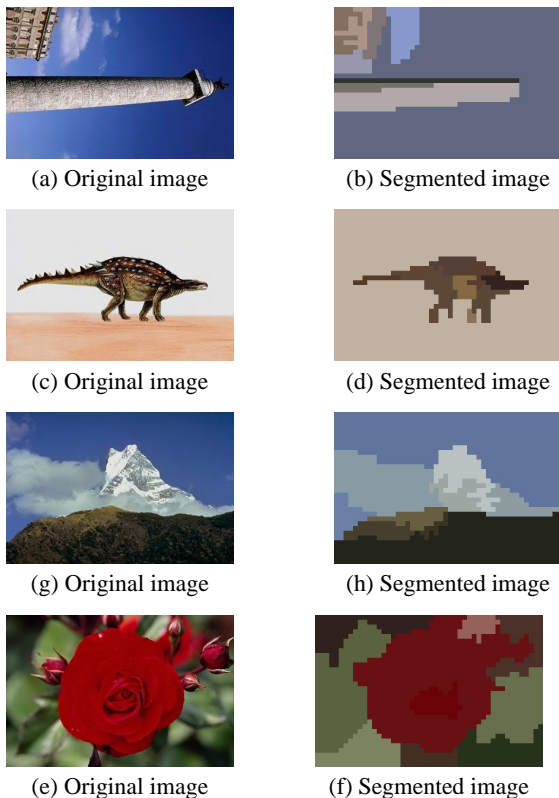 (a) Original image
(b) Segmented image
(c) Original image
(d) Segmented image
(g) Original image
(h) Segmented image
(e) Original image
(f) Segmented image